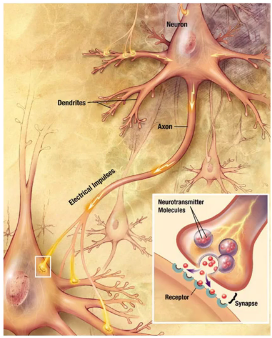 Neuron
Dendrites
Axon
Electrical Impulses
Neurotransmitter
Molecules
Receptor
Synapse